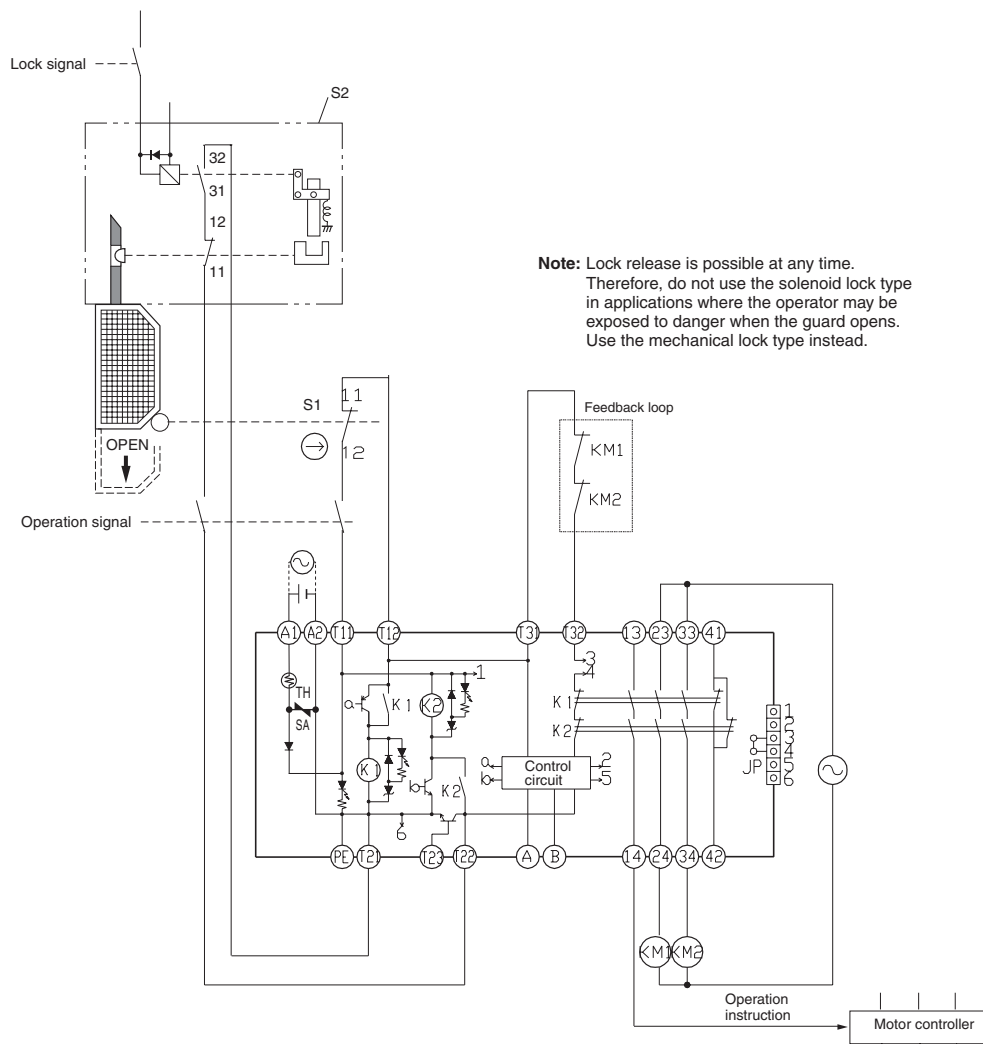 Lock signal
S2
32
31
12
11
Note: Lock release is possible at any time.
Therefore, do not use the solenoid lock type
in applications where the operator may be
exposed to danger when the guard opens.
Use the mechanical lock type instead.
OPEN
S1
11
12
Feedback loop
KM1
KM2
Operation signal
A1 A2 T11 T12 T31 T32 13 23 33 41
TH
SA
a
K1
K2
1
3
4
K1
K2
K1
b
K2
6
a
b
Control
circuit
2
5
JP
1
2
3
4
5
6
PE T21 T23 T22 A B 14 24 34 42
KM1 KM2
Operation
instruction
Motor controller